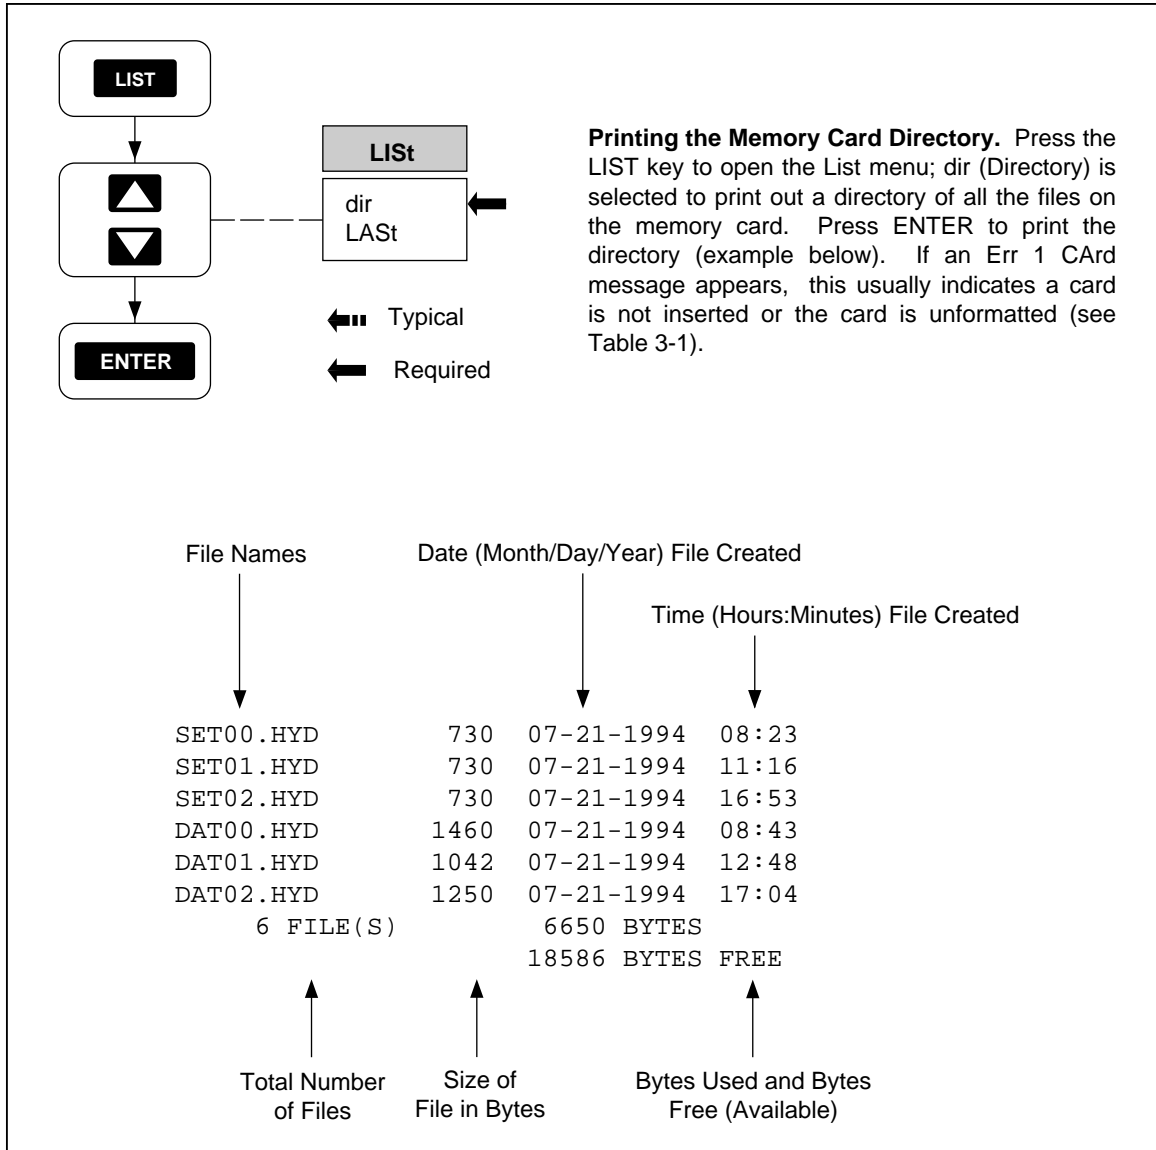 LIST
LISt
dir
LASt
Typical
Required
ENTER
Printing the Memory Card Directory. Press the
LIST key to open the List menu; dir (Directory) is
selected to print out a directory of all the files on
the memory card. Press ENTER to print the
directory (example below). If an Err 1 CArd
message appears, this usually indicates a card
is not inserted or the card is unformatted (see
Table 3-1).
File Names
Date (Month/Day/Year) File Created
Time (Hours:Minutes) File Created
SET00.HYD 730 07-21-1994 08:23
SET01.HYD 730 07-21-1994 11:16
SET02.HYD 730 07-21-1994 16:53
DAT00.HYD 1460 07-21-1994 08:43
DAT01.HYD 1042 07-21-1994 12:48
DAT02.HYD 1250 07-21-1994 17:04
6 FILE(S) 6650 BYTES
18586 BYTES FREE
Total Number
of Files
Size of
File in Bytes
Bytes Used and Bytes
Free (Available)